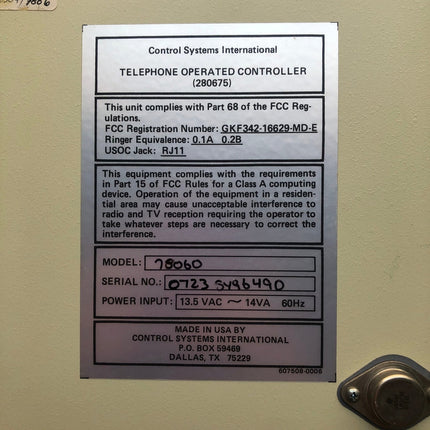 Control Systems International
TELEPHONE OPERATED CONTROLLER
(280675)
This unit complies with Part 68 of the FCC Reg-
ulations.
FCC Registration Number: GKF342-16629-MD-E
Ringer Equivalence: 0.1A 0.2B
USOC Jack: RJ11
This equipment complies with the requirements
in Part 15 of FCC Rules for a Class A computing
device. Operation of the equipment in a residen-
tial area may cause unacceptable interference to
radio and TV reception requiring the operator to
take whatever steps are necessary to correct the
interference.
MODEL: 78060
SERIAL NO.: 0723 SY96490
POWER INPUT: 13.5 VAC ~ 14VA 60Hz
MADE IN USA BY
CONTROL SYSTEMS INTERNATIONAL
P.O. BOX 59469
DALLAS, TX 75229
607508-0006